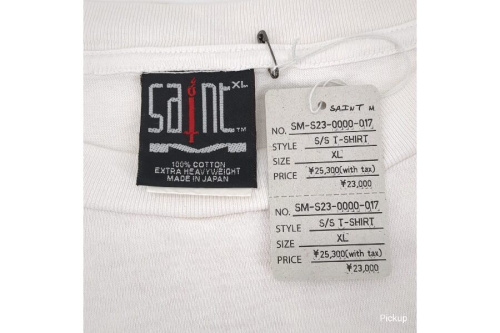 saint XL
TM
100% COTTON
EXTRA HEAVYWEIGHT
MADE IN JAPAN
SAINT M
NO. SM-S23-0000-017
STYLE S/S T-SHIRT
SIZE XL
PRICE ¥25,300(with tax)
¥23,000
NO. SM-S23-0000-017
STYLE S/S T-SHIRT
SIZE XL
PRICE ¥25,300(with tax)
¥23,000
Pickup